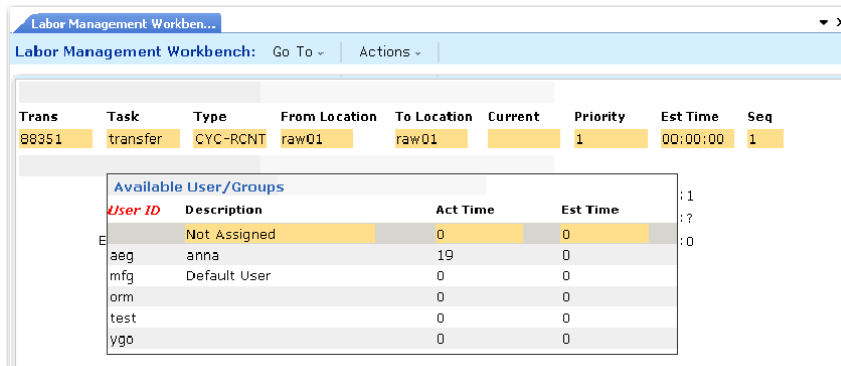 Labor Management Workben...
Labor Management Workbench: Go To Actions
Trans Task Type From Location To Location Current Priority Est Time Seq
88351 transfer CYC-RCNT raw01 raw01 1 00:00:00 1
Available User/Groups
: 1
User ID Description Act Time Est Time
: ?
Not Assigned 0 0
E : 0
aeg anna 19 0
mfg Default User 0 0
orm 0 0
test 0 0
ygo 0 0